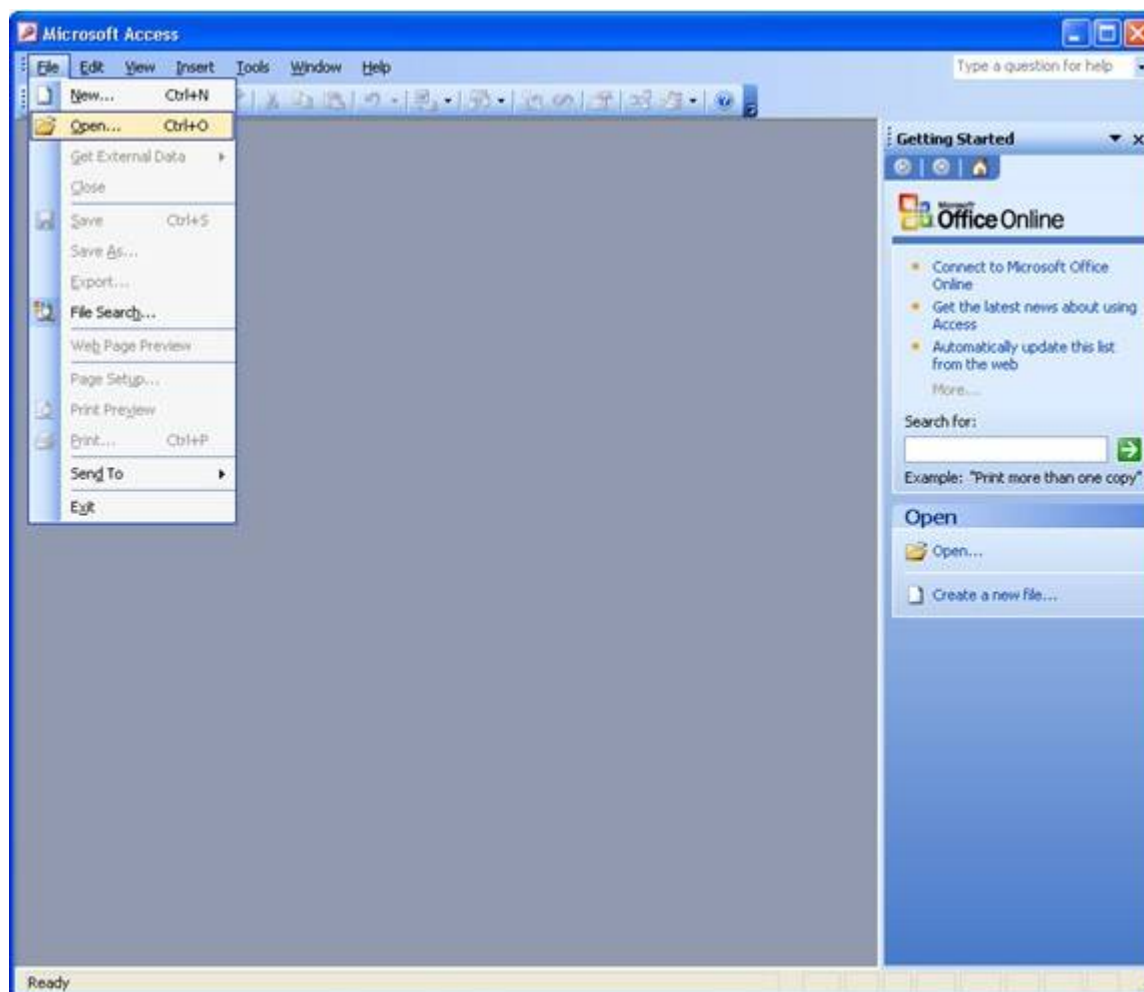 Microsoft Access
File Edit View Insert Tools Window Help
Type a question for help
New... Ctrl+N
Open... Ctrl+O
Get External Data
Close
Save Ctrl+S
Save As...
Export...
File Search...
Web Page Preview
Page Setup...
Print Preview
Print... Ctrl+P
Send To
Exit
Getting Started
Microsoft
Office Online
Connect to Microsoft Office
Online
Get the latest news about using
Access
Automatically update this list
from the web
More...
Search for:
Example: "Print more than one copy"
Open
Open...
Create a new file...
Ready